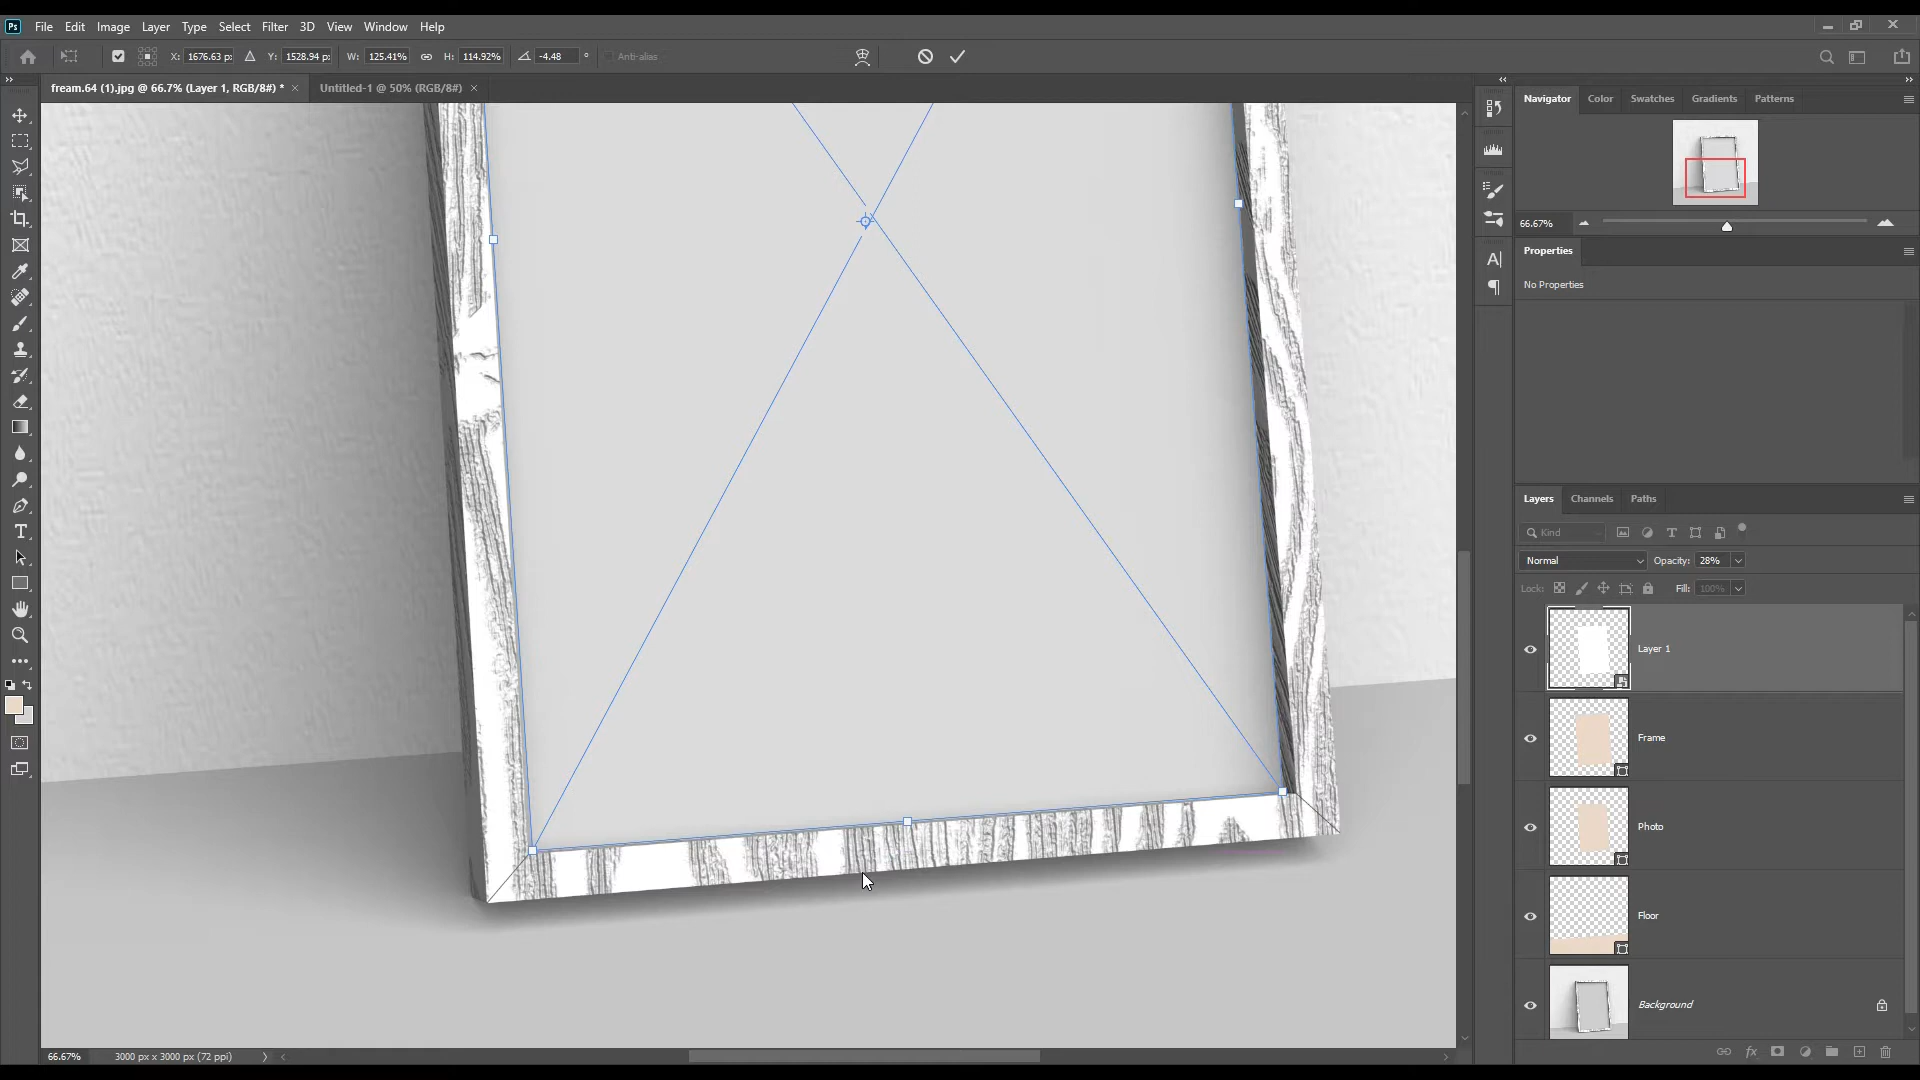 Ps File Edit Image Layer Type Select Filter 3D View Window Help
X: 1676.63 p: Y: 1528.94 p: W: 125.41% H: 114.92% -4.48 ° Anti-alias
fream.64 (1).jpg @ 66.7% (Layer 1, RGB/8#) * × Untitled-1 @ 50% (RGB/8#) ×
Navigator Color Swatches Gradients Patterns
66.67%
Properties
No Properties
Layers Channels Paths
Kind
Normal Opacity: 28%
Lock: Fill: 100%
Layer 1
Frame
Photo
Floor
Background
66.67% 3000 px x 3000 px (72 ppi)